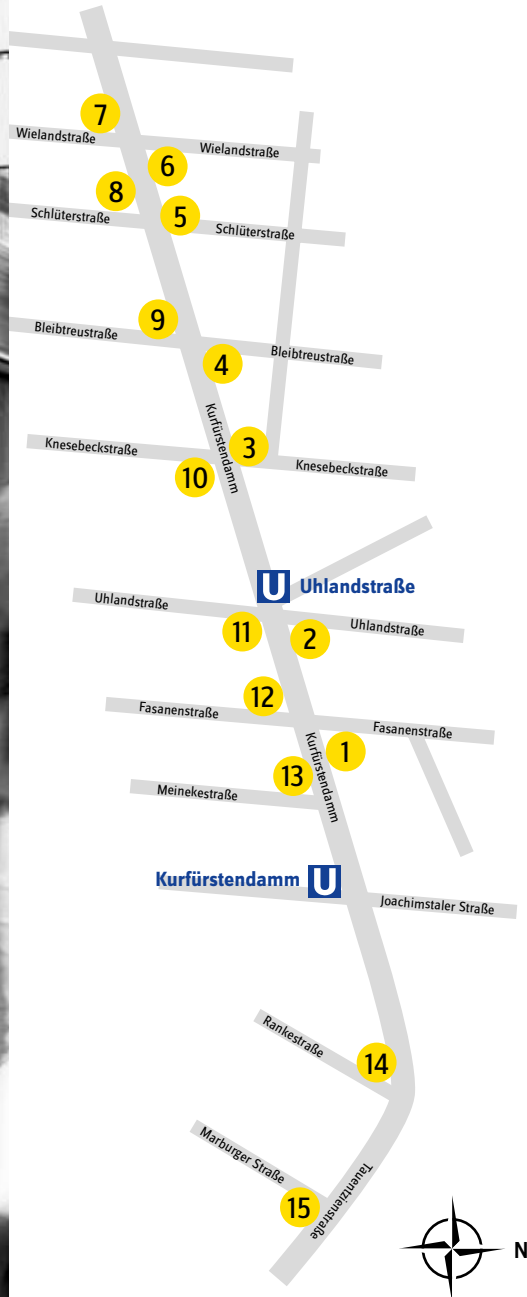 7
Wielandstraße
Wielandstraße
6
8
5
Schlüterstraße
Schlüterstraße
9
Bleibtreustraße
Bleibtreustraße
4
Kurfürstendamm
3
Knesebeckstraße
Knesebeckstraße
10
U Uhlandstraße
Uhlandstraße
Uhlandstraße
11
2
12
Fasanenstraße
Fasanenstraße
Kurfürstendamm
1
13
Meinekestraße
Kurfürstendamm U
Joachimstaler Straße
Rankestraße
14
Marburger Straße
Tauentzienstraße
15
N